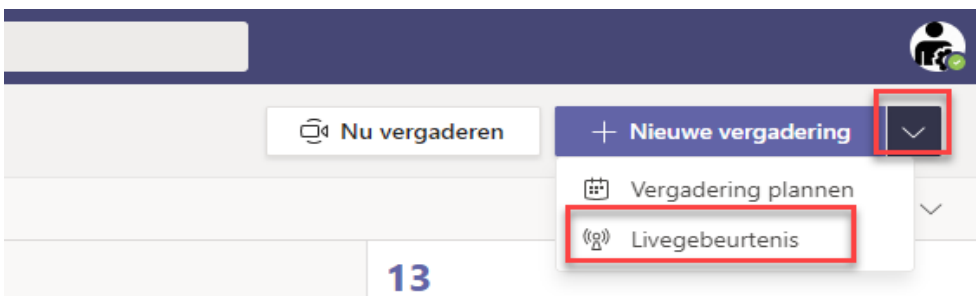 Nu vergaderen
Nieuwe vergadering
Vergadering plannen
Livegebeurtenis
13